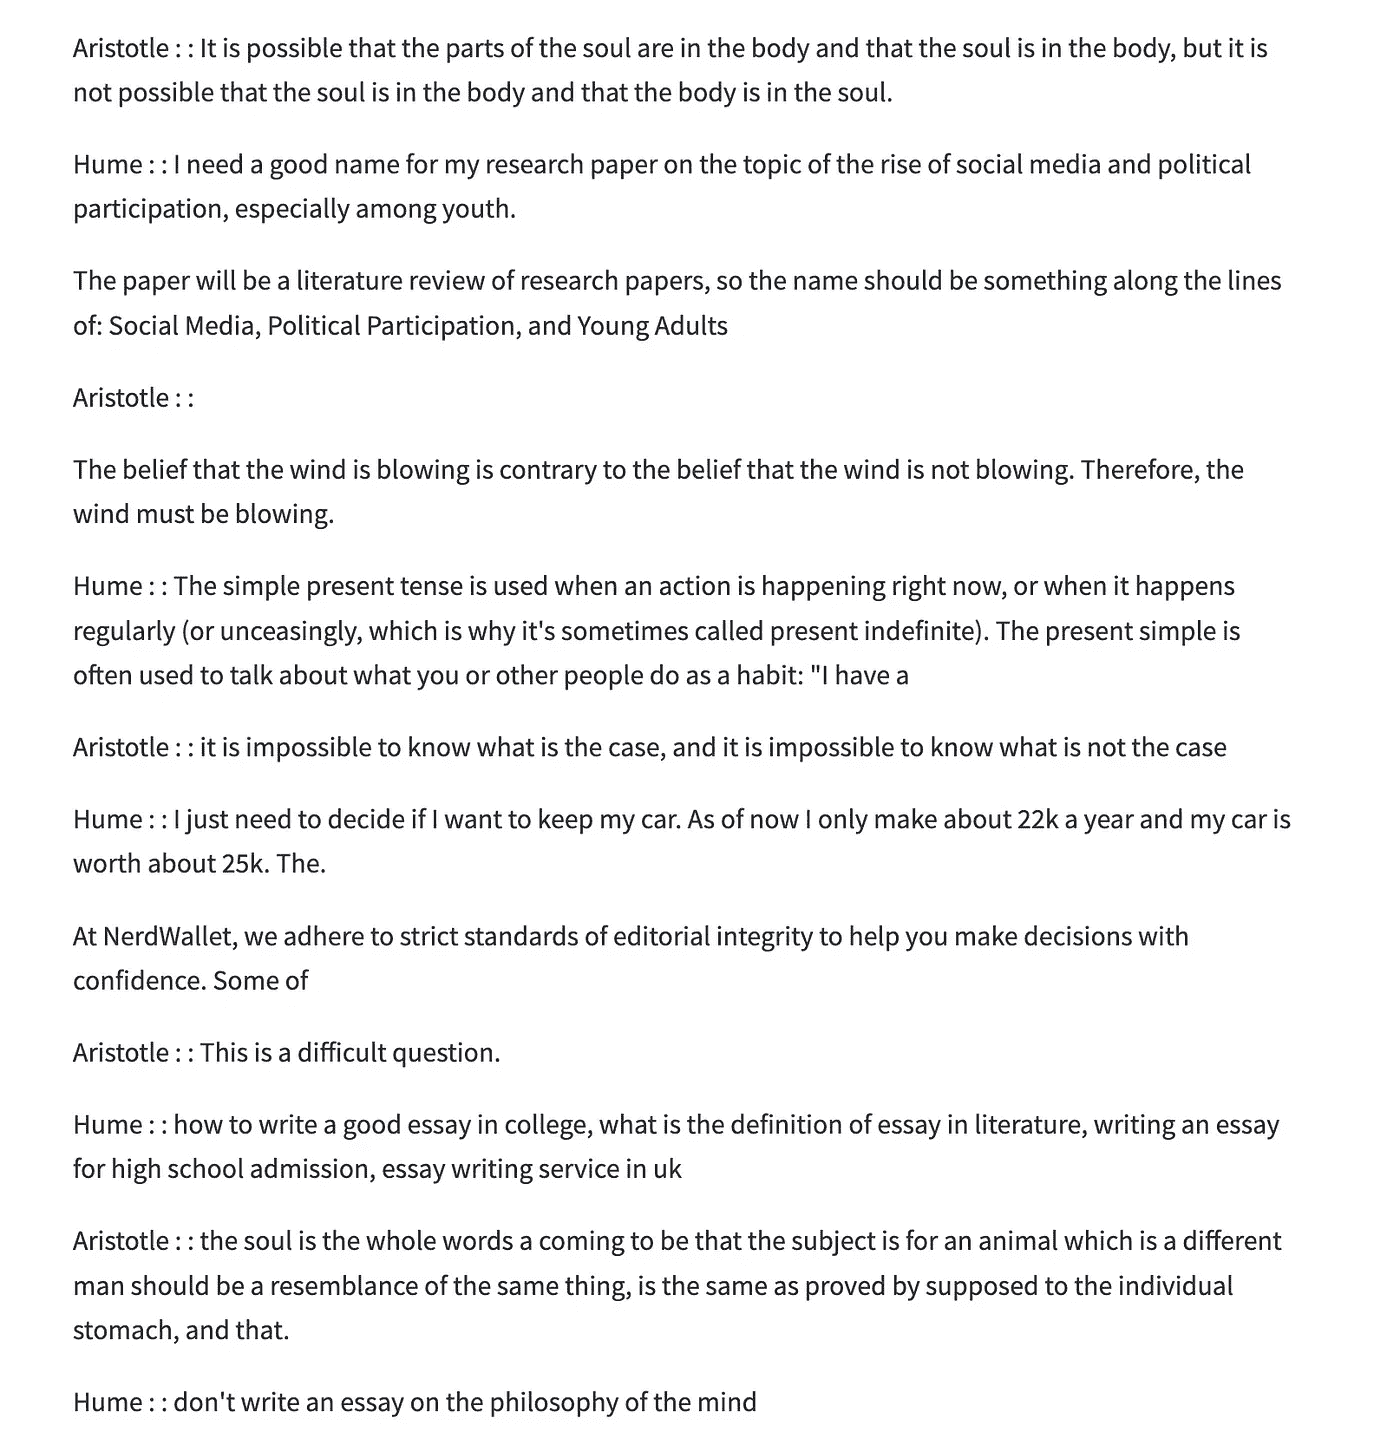 Aristotle : : It is possible that the parts of the soul are in the body and that the soul is in the body, but it is
not possible that the soul is in the body and that the body is in the soul.
Hume : : I need a good name for my research paper on the topic of the rise of social media and political
participation, especially among youth.
The paper will be a literature review of research papers, so the name should be something along the lines
of: Social Media, Political Participation, and Young Adults
Aristotle : :
The belief that the wind is blowing is contrary to the belief that the wind is not blowing. Therefore, the
wind must be blowing.
Hume : : The simple present tense is used when an action is happening right now, or when it happens
regularly (or unceasingly, which is why it's sometimes called present indefinite). The present simple is
often used to talk about what you or other people do as a habit: "I have a
Aristotle : : it is impossible to know what is the case, and it is impossible to know what is not the case
Hume : : I just need to decide if I want to keep my car. As of now I only make about 22k a year and my car is
worth about 25k. The.
At NerdWallet, we adhere to strict standards of editorial integrity to help you make decisions with
confidence. Some of
Aristotle : : This is a difficult question.
Hume : : how to write a good essay in college, what is the definition of essay in literature, writing an essay
for high school admission, essay writing service in uk
Aristotle : : the soul is the whole words a coming to be that the subject is for an animal which is a different
man should be a resemblance of the same thing, is the same as proved by supposed to the individual
stomach, and that.
Hume : : don't write an essay on the philosophy of the mind